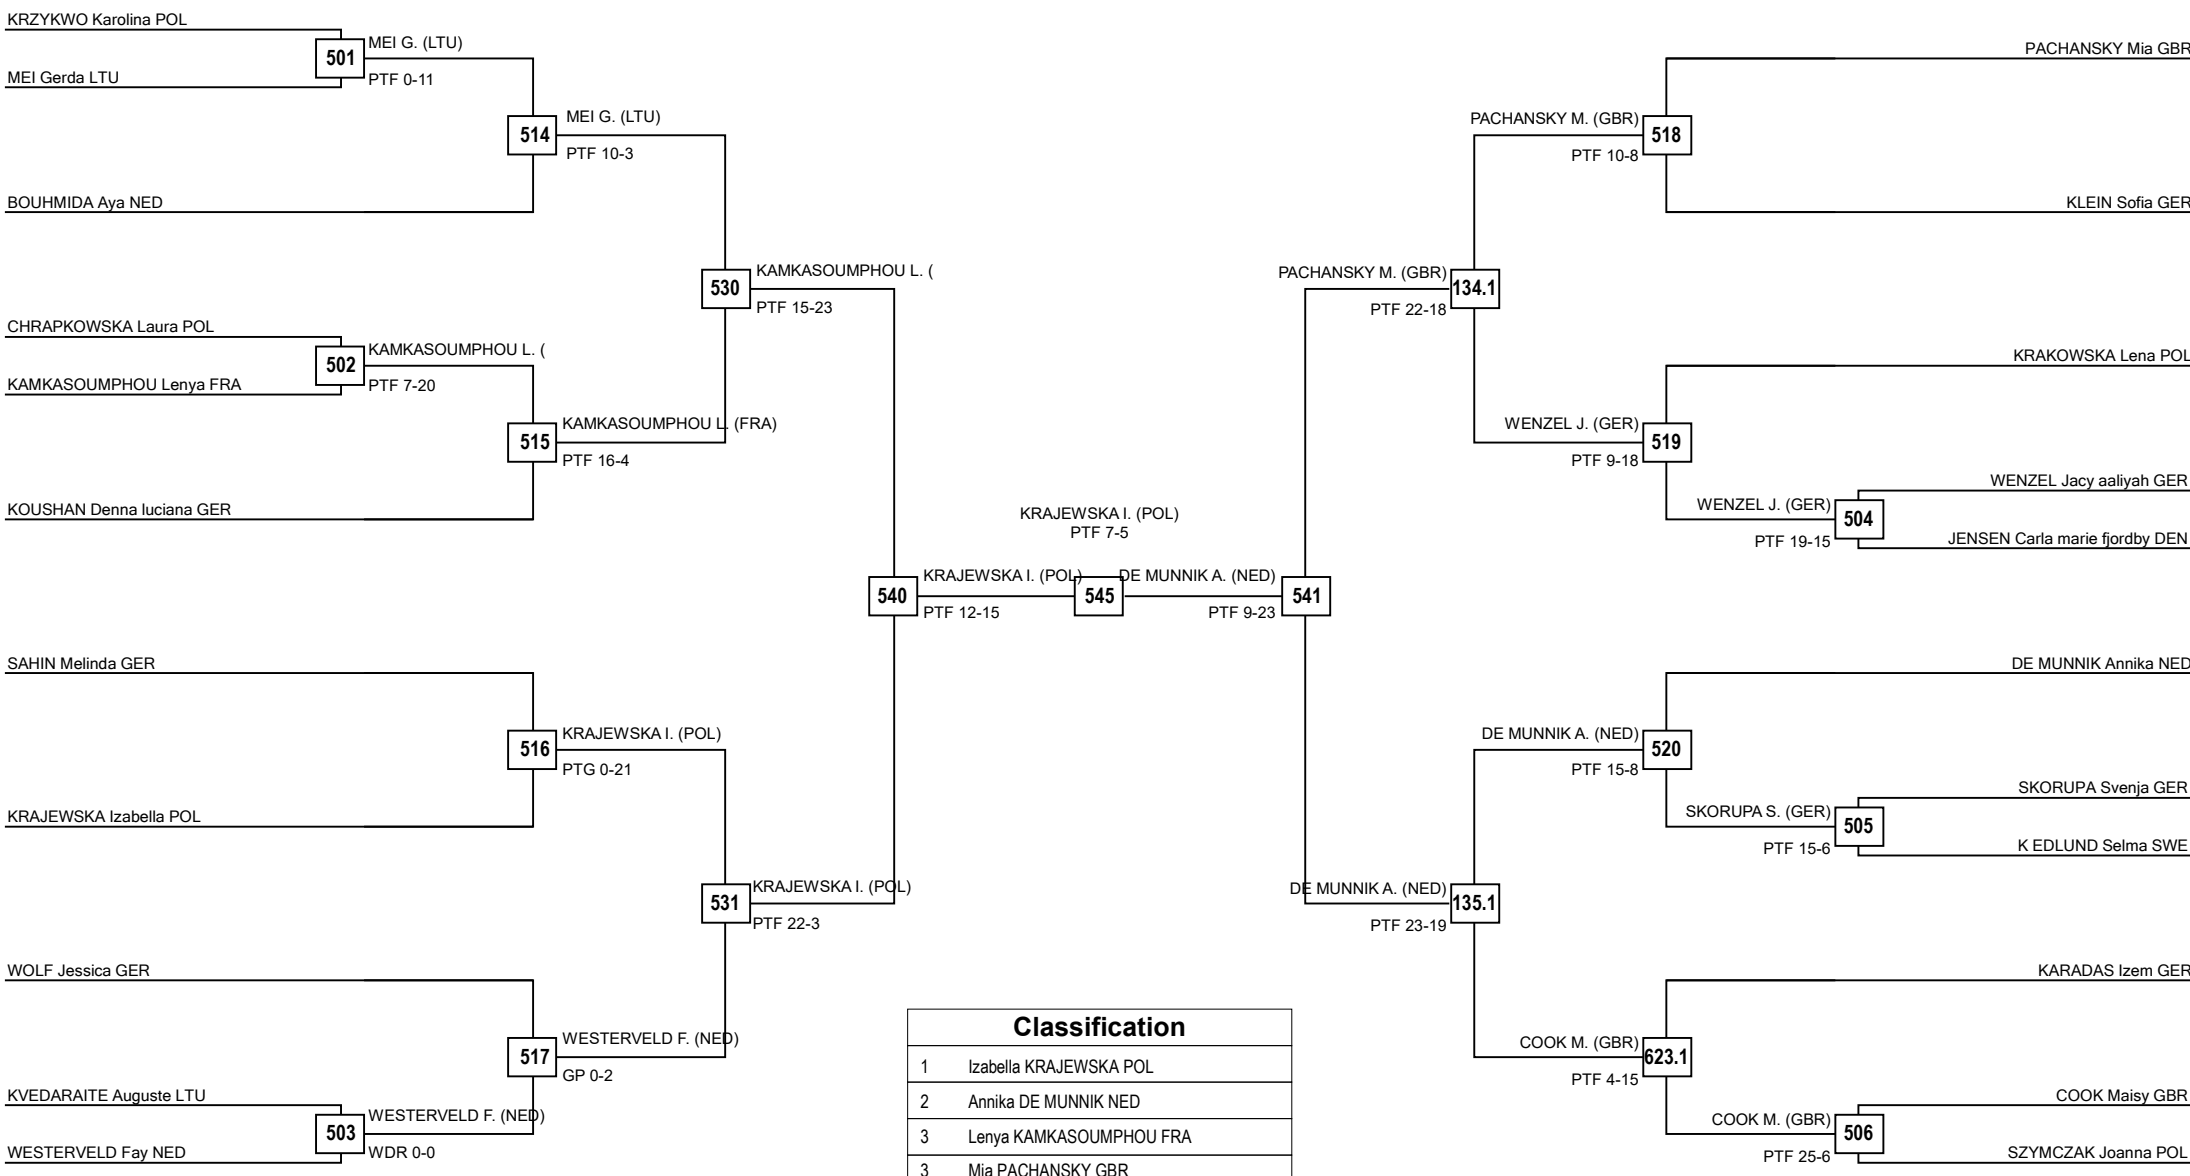 KRZYKWO Karolina POL
501
MEI G. (LTU)
PTF 0-11
MEI Gerda LTU
514
MEI G. (LTU)
PTF 10-3
BOUHMIDA Aya NED
530
KAMKASOUMPHOU L. (
PTF 15-23
CHRAPKOWSKA Laura POL
502
KAMKASOUMPHOU L. (
PTF 7-20
KAMKASOUMPHOU Lenya FRA
515
KAMKASOUMPHOU L. (FRA)
PTF 16-4
KOUSHAN Denna luciana GER
540
KRAJEWSKA I. (POL)
PTF 12-15
SAHIN Melinda GER
516
KRAJEWSKA I. (POL)
PTG 0-21
KRAJEWSKA Izabella POL
531
KRAJEWSKA I. (POL)
PTF 22-3
WOLF Jessica GER
517
WESTERVELD F. (NED)
GP 0-2
KVEDARAITE Auguste LTU
503
WESTERVELD F. (NED)
WDR 0-0
WESTERVELD Fay NED
KRAJEWSKA I. (POL)
PTF 7-5
545
PACHANSKY Mia GBR
PACHANSKY M. (GBR)
518
PTF 10-8
KLEIN Sofia GER
PACHANSKY M. (GBR)
134.1
PTF 22-18
KRAKOWSKA Lena POL
WENZEL J. (GER)
519
PTF 9-18
WENZEL Jacy aaliyah GER
WENZEL J. (GER)
504
PTF 19-15
JENSEN Carla marie fjordby DEN
DE MUNNIK A. (NED)
541
PTF 9-23
DE MUNNIK Annika NED
DE MUNNIK A. (NED)
520
PTF 15-8
SKORUPA Svenja GER
SKORUPA S. (GER)
505
PTF 15-6
K EDLUND Selma SWE
DE MUNNIK A. (NED)
135.1
PTF 23-19
KARADAS Izem GER
COOK M. (GBR)
623.1
PTF 4-15
COOK Maisy GBR
COOK M. (GBR)
506
PTF 25-6
SZYMCZAK Joanna POL
Classification
1 Izabella KRAJEWSKA POL
2 Annika DE MUNNIK NED
3 Lenya KAMKASOUMPHOU FRA
3 Mia PACHANSKY GBR